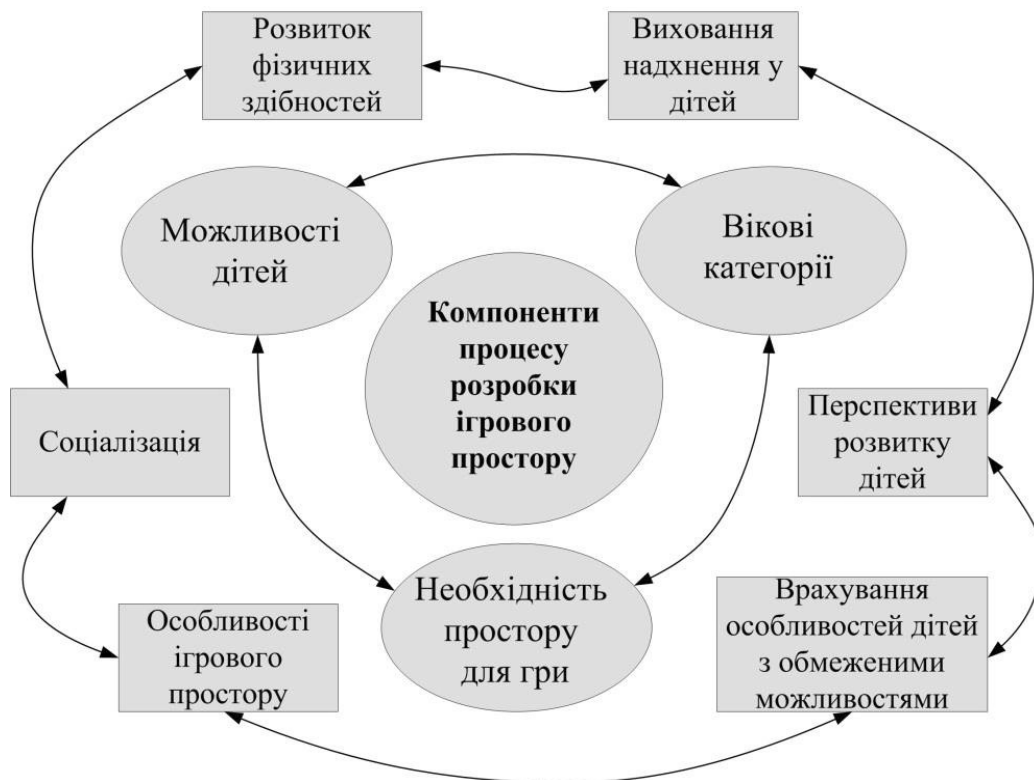 Розвиток
фізичних
здібностей
Виховання
надхнення у
дітей
Можливості
дітей
Вікові
категорії
Компоненти
процесу
розробки
ігрового
простору
Соціалізація
Перспективи
розвитку
дітей
Необхідність
простору
для гри
Особливості
ігрового
простору
Врахування
особливостей дітей
з обмеженими
можливостями